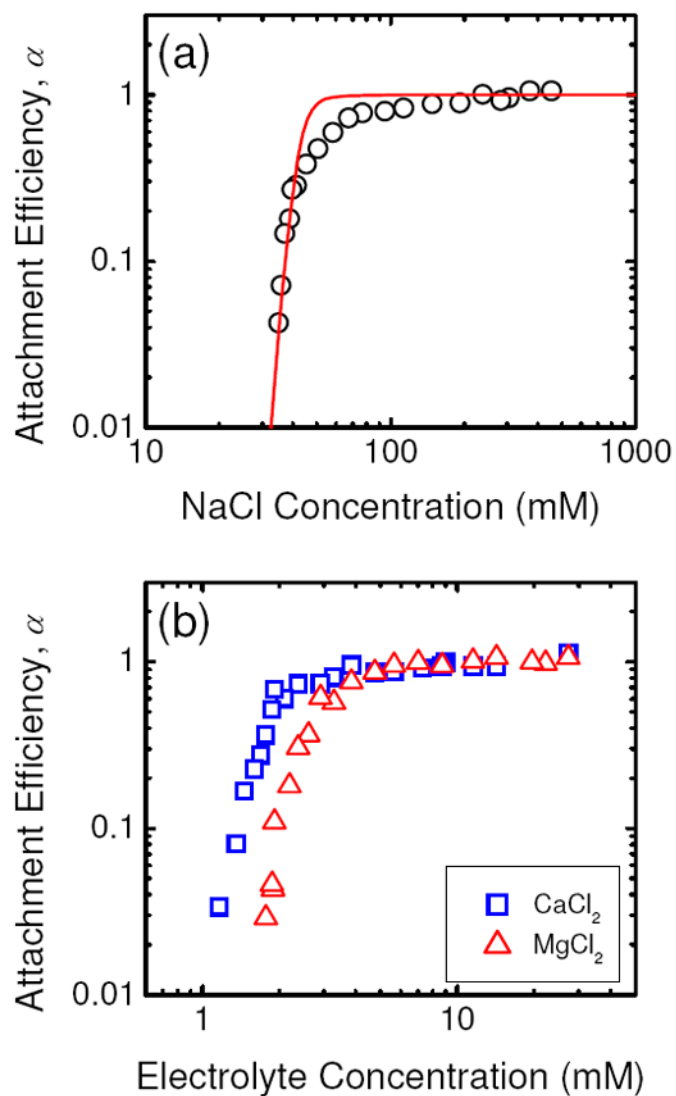 (a)
Attachment Efficiency, α
1
0.1
0.01
10 100 1000
NaCl Concentration (mM)
(b)
Attachment Efficiency, α
1
0.1
0.01
CaCl₂
MgCl₂
1 10
Electrolyte Concentration (mM)